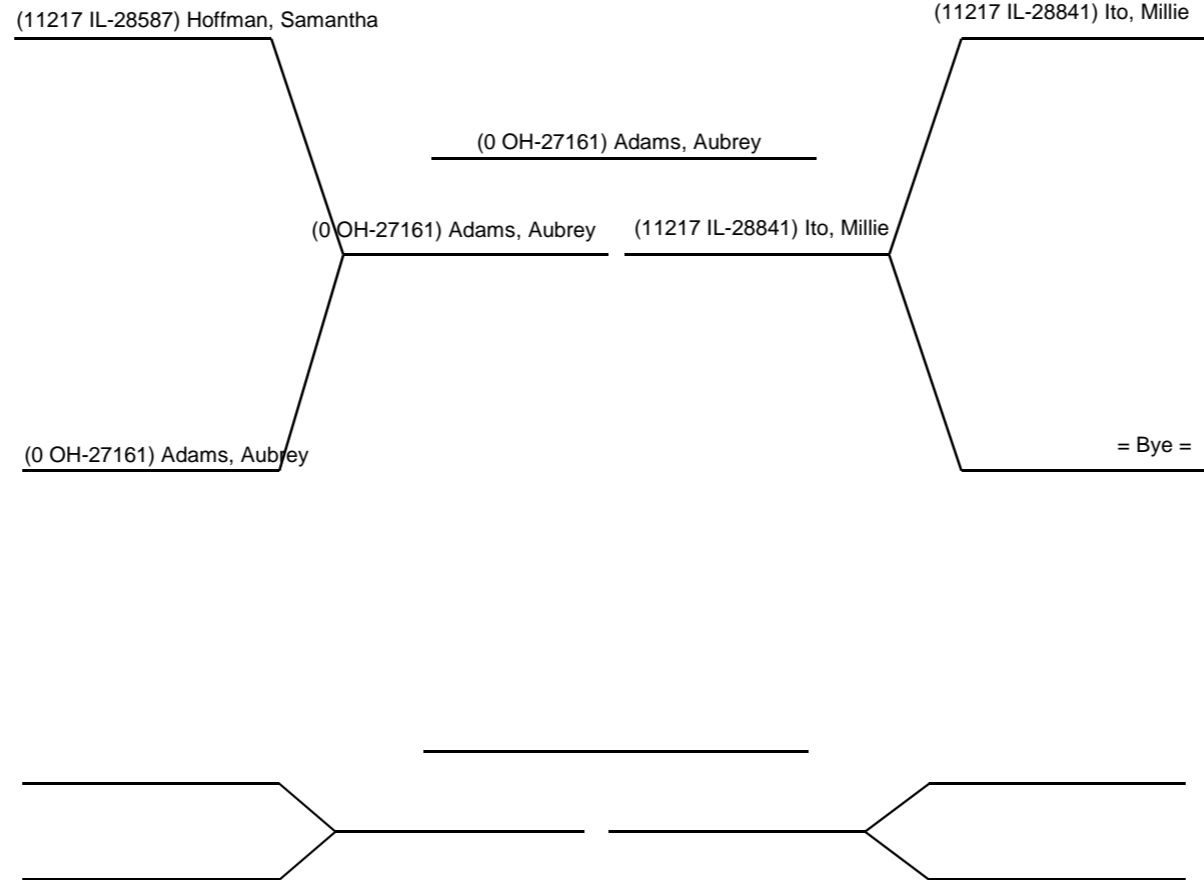 (11217 IL-28587) Hoffman, Samantha
(11217 IL-28841) Ito, Millie
(0 OH-27161) Adams, Aubrey
(0 OH-27161) Adams, Aubrey
(11217 IL-28841) Ito, Millie
(0 OH-27161) Adams, Aubrey
= Bye =